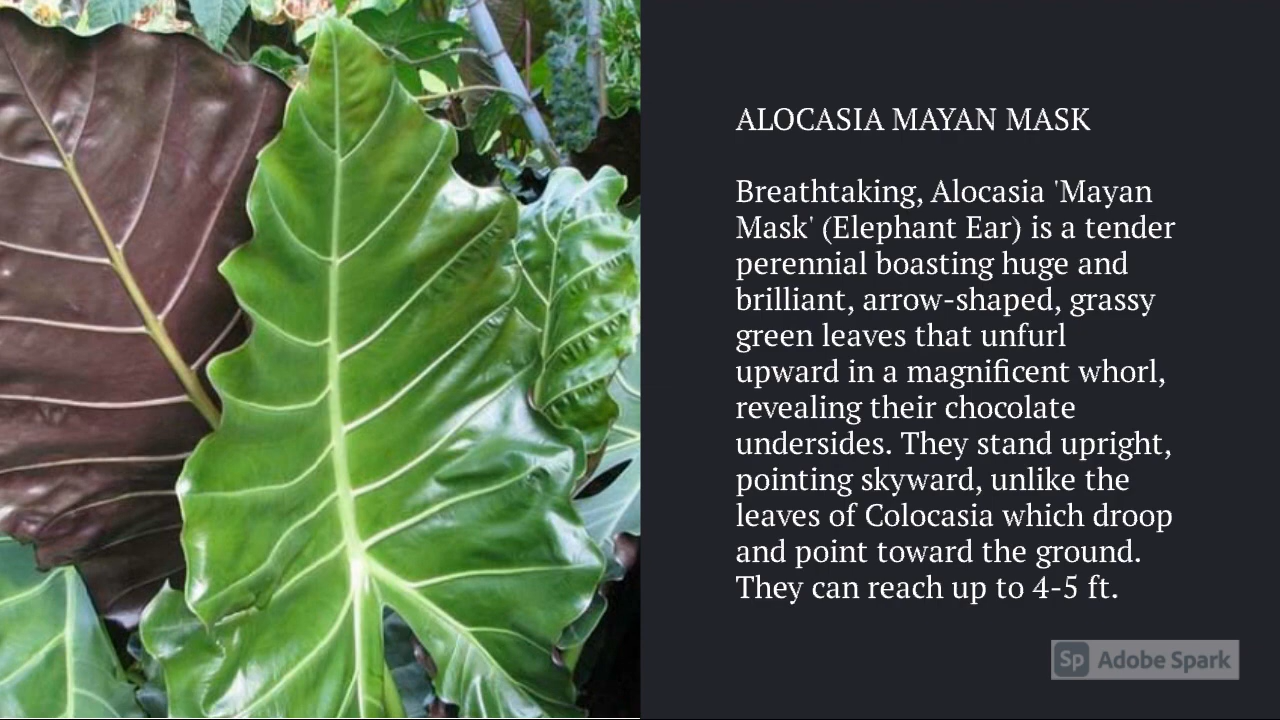 ALOCASIA MAYAN MASK
Breathtaking, Alocasia 'Mayan
Mask' (Elephant Ear) is a tender
perennial boasting huge and
brilliant, arrow-shaped, grassy
green leaves that unfurl
upward in a magnificent whorl,
revealing their chocolate
undersides. They stand upright,
pointing skyward, unlike the
leaves of Colocasia which droop
and point toward the ground.
They can reach up to 4-5 ft.
Sp Adobe Spark